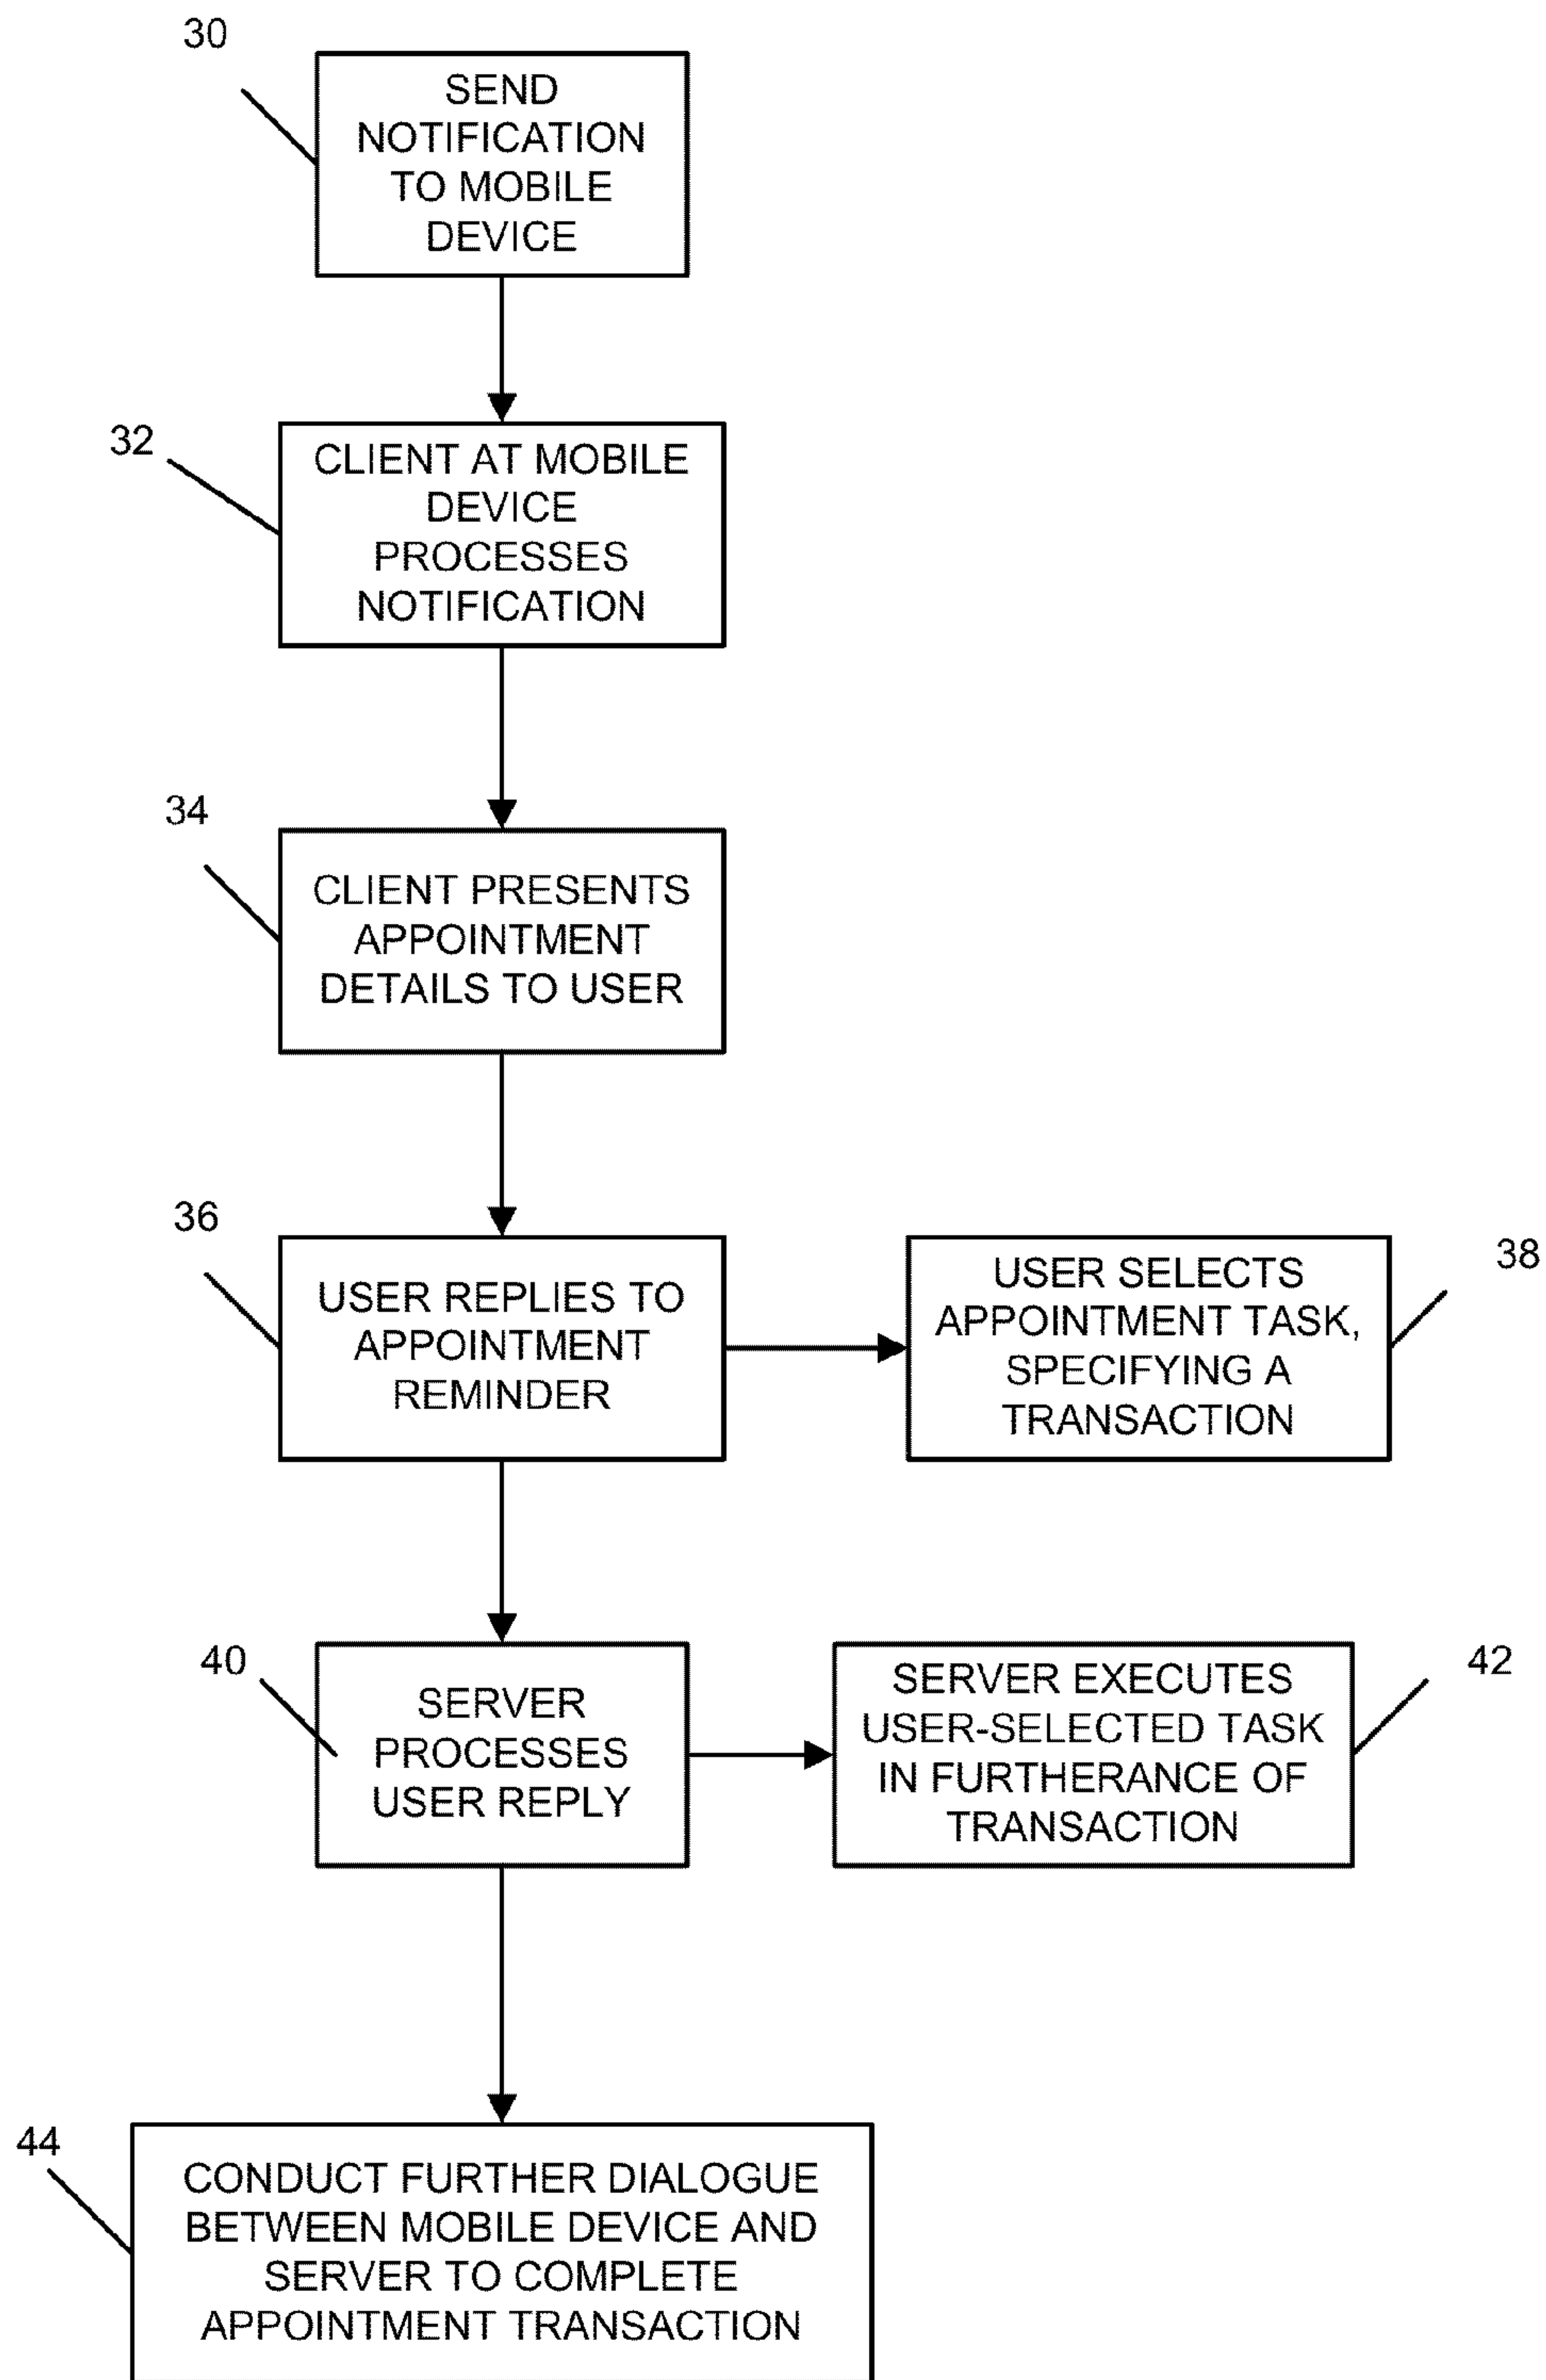 30
SEND
NOTIFICATION
TO MOBILE
DEVICE
32
CLIENT AT MOBILE
DEVICE
PROCESSES
NOTIFICATION
34
CLIENT PRESENTS
APPOINTMENT
DETAILS TO USER
36
USER REPLIES TO
APPOINTMENT
REMINDER
38
USER SELECTS
APPOINTMENT TASK,
SPECIFYING A
TRANSACTION
40
SERVER
PROCESSES
USER REPLY
42
SERVER EXECUTES
USER-SELECTED TASK
IN FURTHERANCE OF
TRANSACTION
44
CONDUCT FURTHER DIALOGUE
BETWEEN MOBILE DEVICE AND
SERVER TO COMPLETE
APPOINTMENT TRANSACTION